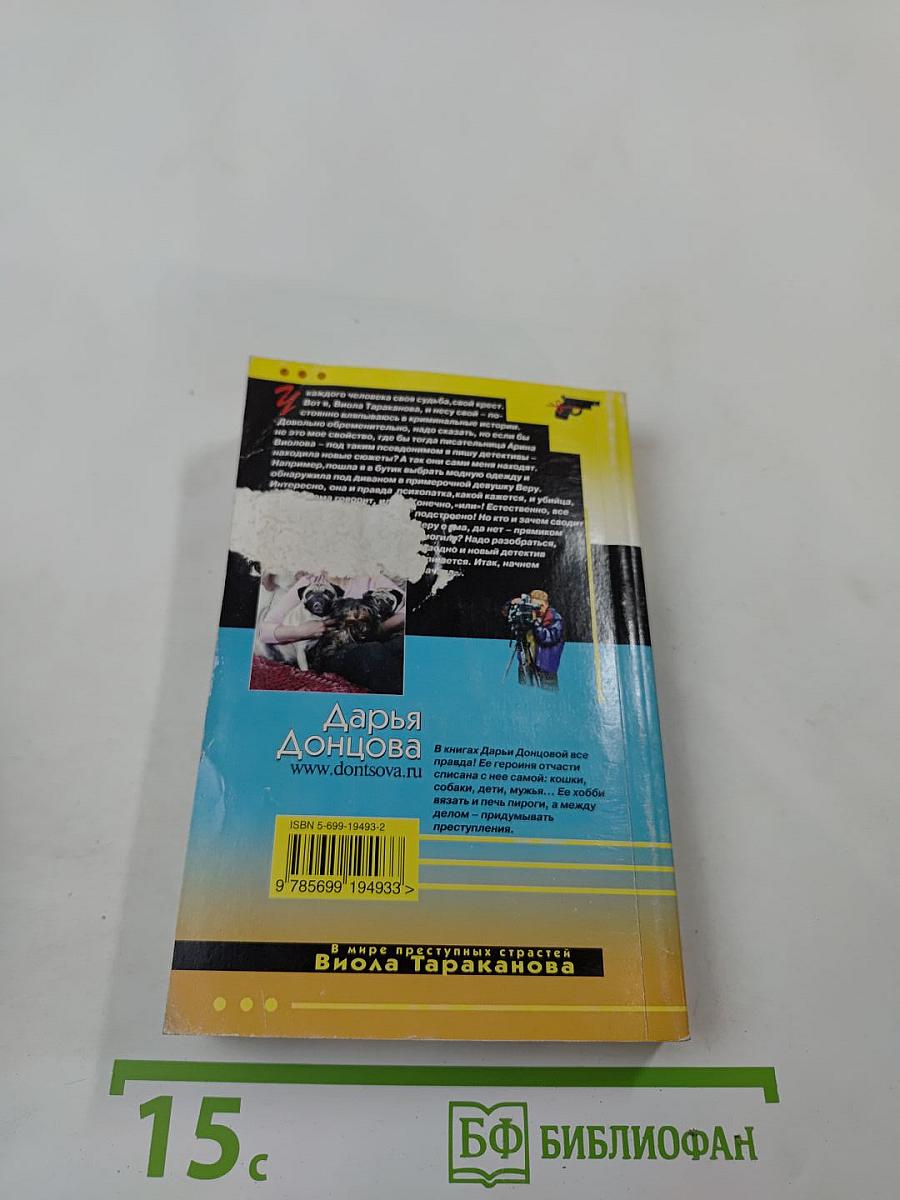 У каждого человека своя судьба, свой крест.
Вот я, Виола Тараканова, и несу свой – по-
стоянно вляпываюсь в криминальные истории.
Довольно обременительно, надо сказать, но если бы
не это мое свойство, где бы тогда писательница Арина
Виолова – под таким псевдонимом я пишу детективы –
находила новые сюжеты? А так они сами меня находят.
Например, пошла я в бутик выбрать модную одежду и
обнаружила под диваном в примерочной девушку Веру.
Интересно, она и правда психопатка, какой кажется, и убийца,
говорит, или? Конечно, «или»! Естественно, все
подстроено! Но кто и зачем сводит
Веру с ума, да нет – прямиком
Надо разобраться,
и новый детектив
Итак, начнем
Дарья
Донцова
www.dontsova.ru
В книгах Дарьи Донцовой все
правда! Ее героиня отчасти
списана с нее самой: кошки,
собаки, дети, мужья... Ее хобби
вязать и печь пироги, а между
делом – придумывать
преступления.
ISBN 5-699-19493-2
9 785699 194933 >
В мире преступных страстей
Виола Тараканова
15 с
БФ БИБЛИОФАН